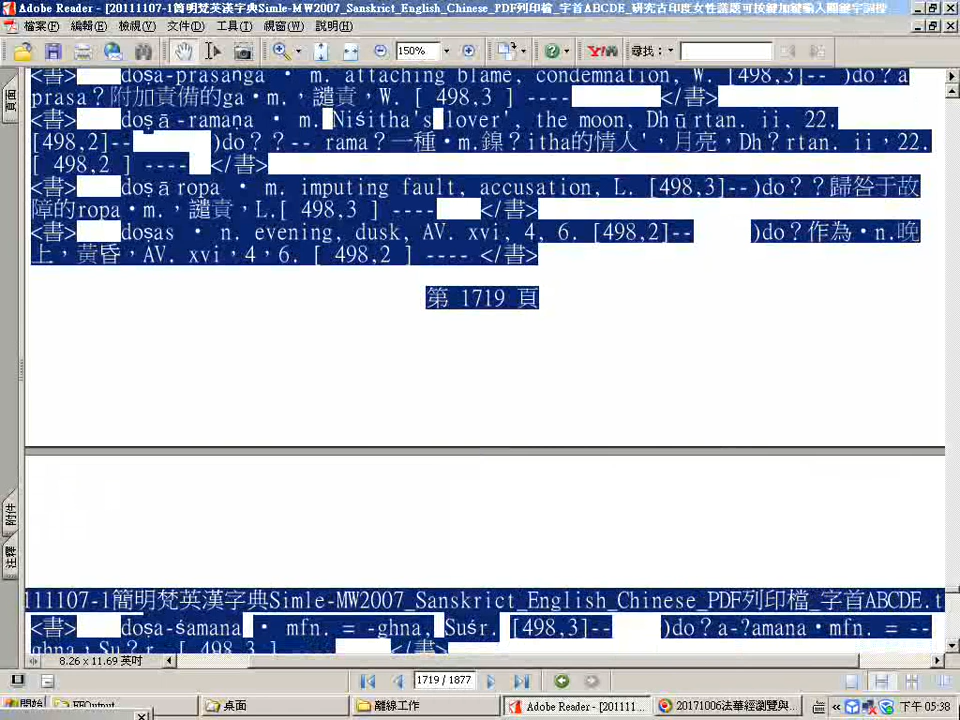 Adobe Reader - [20111107-1簡明梵英漢字典Simle-MW2007_Sanskrict_English_Chinese_PDF列印檔_字首ABCDE_研究古印度女性議題可按鍵加鍵輸入關鍵字詞搜
檔案(F) 編輯(E) 檢視(V) 文件(D) 工具(T) 視窗(W) 說明(H)
150% 尋找：
頁面
<書> doṣa-prasaṅga · m. attaching blame, condemnation, W. [498,3]-- )do？a
prasa？附加責備的ga·m.，譴責，W. [ 498,3 ] ---- </書>
<書> doṣā-ramaṇa · m. Niśitha's lover', the moon, Dhūrtan. ii, 22.
[498,2]-- )do？？-- rama？一種·m.鎳？itha的情人'，月亮，Dh？rtan. ii，22.
[ 498,2 ] ---- </書>
<書> doṣāropa · m. imputing fault, accusation, L. [498,3]--)do？？歸咎于故
障的ropa·m.，譴責，L.[ 498,3 ] ---- </書>
<書> doṣas · n. evening, dusk, AV. xvi, 4, 6. [498,2]-- )do？作為·n.晚
上，黃昏，AV. xvi，4，6. [ 498,2 ] ---- </書>
第 1719 頁
附件
註釋
111107-1簡明梵英漢字典Simle-MW2007_Sanskrict_English_Chinese_PDF列印檔_字首ABCDE.t
<書> doṣa-śamana · mfn. = -ghna, Suśr. [498,3]-- )do？a-?amana·mfn. = --
ghna，Su？r. [ 498,3 ] </書>
8.26 x 11.69 英吋
1719 / 1877
開始 FFOutput 桌面 離線工作 Adobe Reader - [2011... 20171006法華經瀏覽與... 下午 05:38